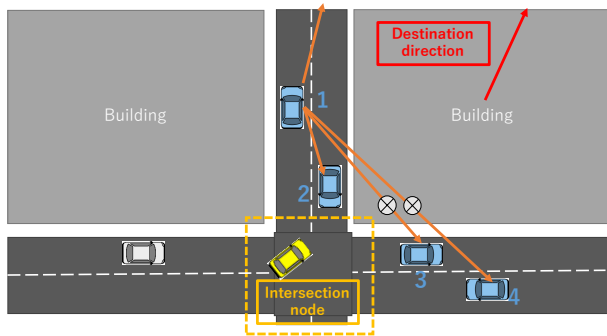 Destination
direction
Building
Building
1
2
3
4
Intersection
node